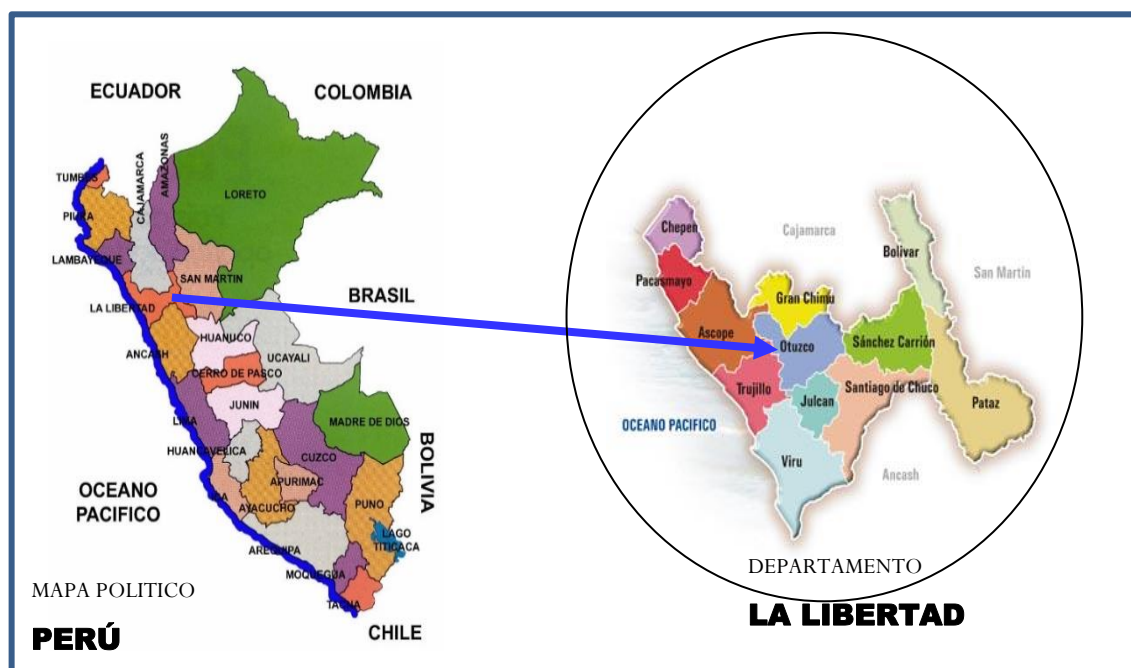 ECUADOR
COLOMBIA
TUMBES
PIURA
CAJAMARCA
AMAZONAS
LORETO
LAMBAYEQUE
SAN MARTIN
BRASIL
LA LIBERTAD
ANCASH
HUANUCO
UCAYALI
CERRO DE PASCO
JUNIN
LIMA
MADRE DE DIOS
HUANCAVELICA
CUZCO
BOLIVIA
OCEANO
PACIFICO
ICA
APURIMAC
AYACUCHO
PUNO
LAGO
TITICACA
AREQUIPA
MOQUEGUA
TACNA
CHILE
MAPA POLITICO
PERÚ
Chepen
Cajamarca
Bolivar
San Martin
Pacasmayo
Gran Chimu
Ascope
Otuzco
Sánchez Carrión
Trujillo
Julcan
Santiago de Chuco
Pataz
OCEANO PACIFICO
Viru
Ancash
DEPARTAMENTO
LA LIBERTAD